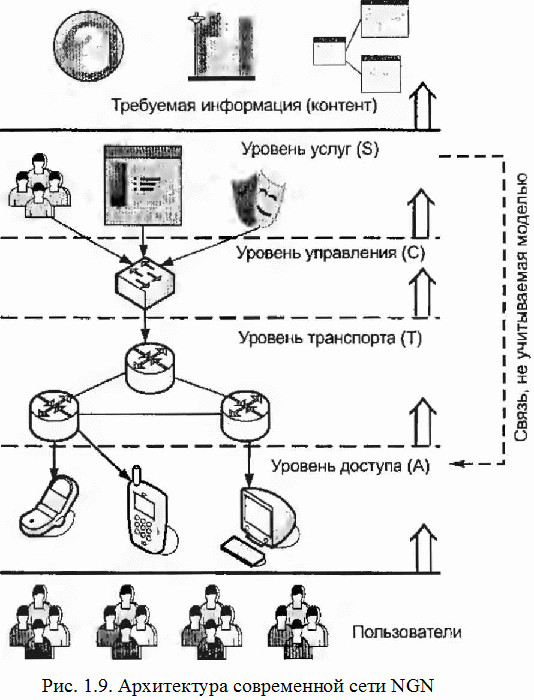 Требуемая информация (контент)
Уровень услуг (S)
Уровень управления (C)
Уровень транспорта (T)
Уровень доступа (A)
Связь, не учитываемая моделью
Пользователи
Рис. 1.9. Архитектура современной сети NGN